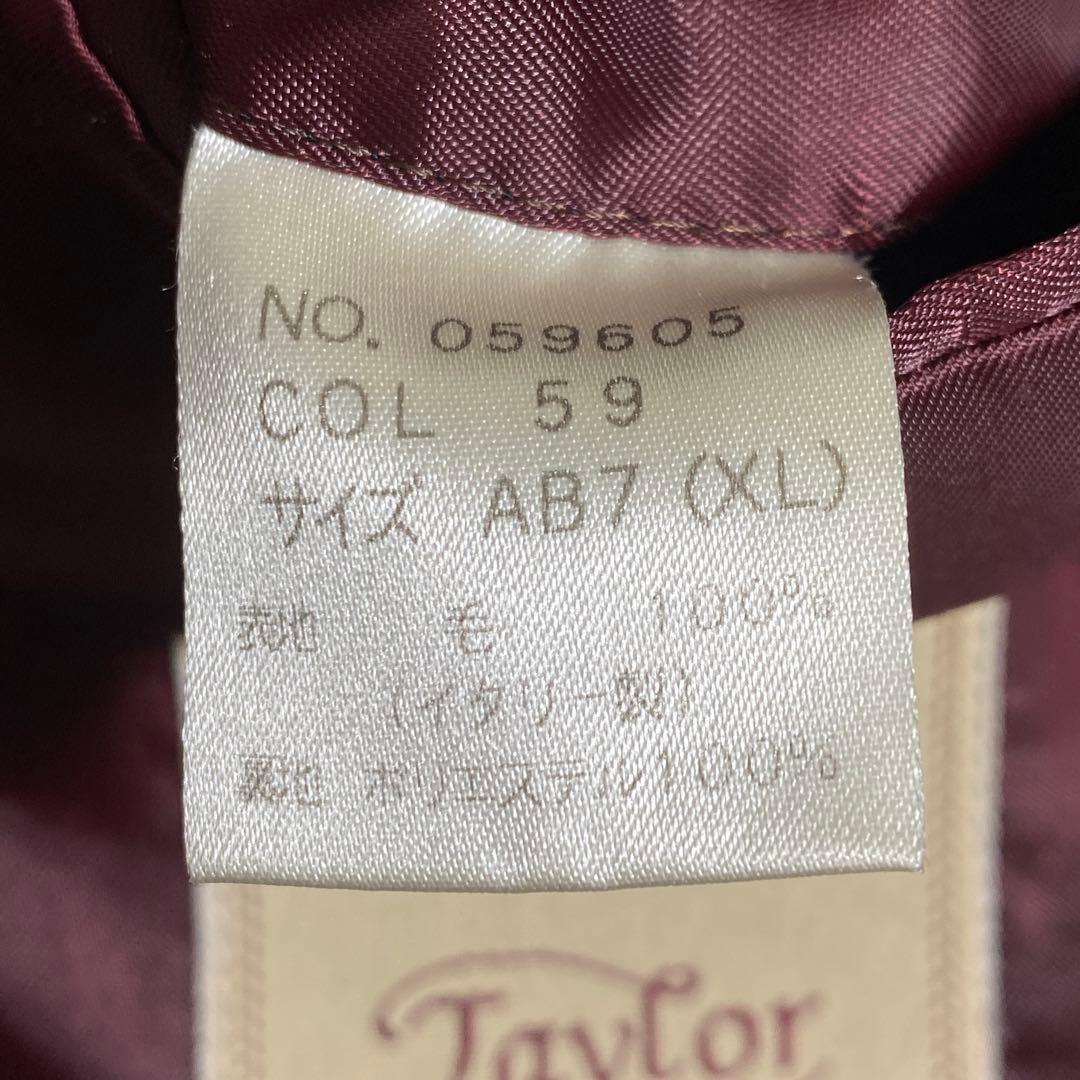 NO. 059605
COL 59
サイズ AB7 (XL)
表地 毛 100%
(イタリー製)
裏地 ポリエステル100%
Taylor